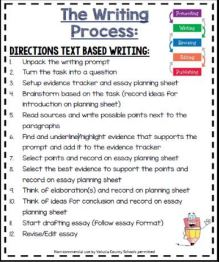 The Writing
Process:
Prewriting
Writing
Revising
Editing
Publishing
DIRECTIONS TEXT BASED WRITING:
1. Unpack the writing prompt
2. Turn the task into a question
3. Setup evidence tracker and essay planning sheet
4. Brainstorm based on the task (record ideas for
introduction on planning sheet)
5. Read sources and write possible points next to the
paragraphs
6. Find and underline/highlight evidence that supports the
prompt and add it to the evidence tracker
7. Select points and record on essay planning sheet
8. Select the best evidence to support the points and
record on essay planning sheet
9. Think of elaboration(s) and record on planning sheet
10. Think of ideas for conclusion and record on essay
planning sheet
11. Start drafting essay (Follow essay format)
12. Revise/Edit essay
Non-commercial use by Volusia County Schools permitted